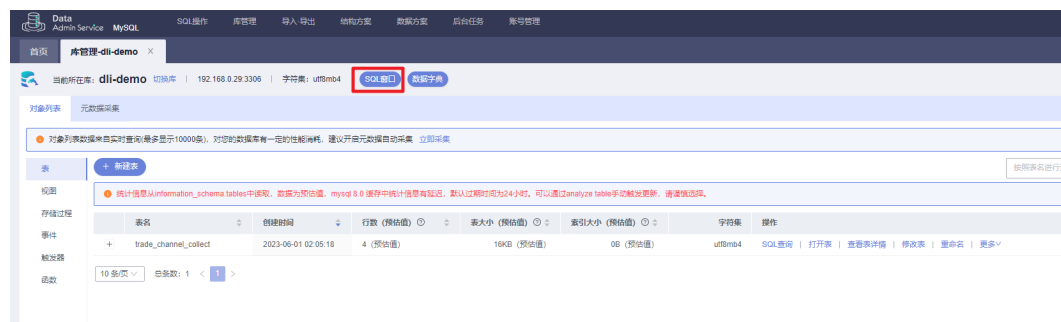 Data
Admin Service MySQL SQL操作 库管理 导入·导出 结构方案 数据方案 后台任务 账号管理
首页 库管理-dli-demo ×
当前所在库: dli-demo 切换库 | 192.168.0.29:3306 | 字符集: utf8mb4 SQL窗口 数据字典
对象列表 元数据采集
对象列表数据来自实时查询(最多显示10000条), 对您的数据库有一定的性能消耗, 建议开启元数据自动采集 立即采集
表 + 新建表 按照表名进行
视图 统计信息从information_schema.tables中读取, 数据为预估值, mysql 8.0 缓存中统计信息有延迟, 默认过期时间为24小时。可以通过analyze table手动触发更新, 请谨慎选择。
存储过程
表名 创建时间 行数 (预估值) 表大小 (预估值) 索引大小 (预估值) 字符集 操作
事件
+ trade_channel_collect 2023-06-01 02:05:18 4 (预估值) 16KB (预估值) 0B (预估值) utf8mb4 SQL查询 | 打开表 | 查看表详情 | 修改表 | 重命名 | 更多
触发器
函数 10 条/页 总条数: 1 < 1 >